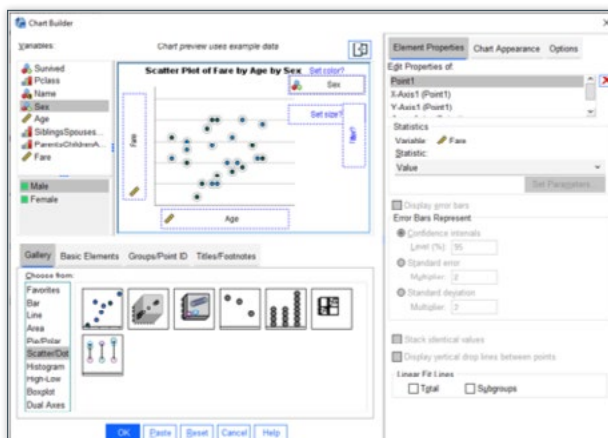 Chart Builder
Variables:
Chart preview uses example data
Survived
Pclass
Name
Sex
Age
SiblingsSpouses...
ParentsChildrenA...
Fare
Male
Female
Scatter Plot of Fare by Age by Sex
Set color?
Sex
Set size?
Filter?
Fare
Age
Gallery
Basic Elements
Groups/Point ID
Titles/Footnotes
Choose from:
Favorites
Bar
Line
Area
Pie/Polar
Scatter/Dot
Histogram
High-Low
Boxplot
Dual Axes
OK
Paste
Reset
Cancel
Help
Element Properties
Chart Appearance
Options
Edit Properties of:
Point1
X-Axis1 (Point1)
Y-Axis1 (Point1)
Statistics
Variable: Fare
Statistic:
Value
Set Parameters...
Display error bars
Error Bars Represent
Confidence intervals
Level (%): 95
Standard error
Multiplier: 2
Standard deviation
Multiplier: 2
Stack identical values
Display vertical drop lines between points
Linear Fit Lines
Total
Subgroups